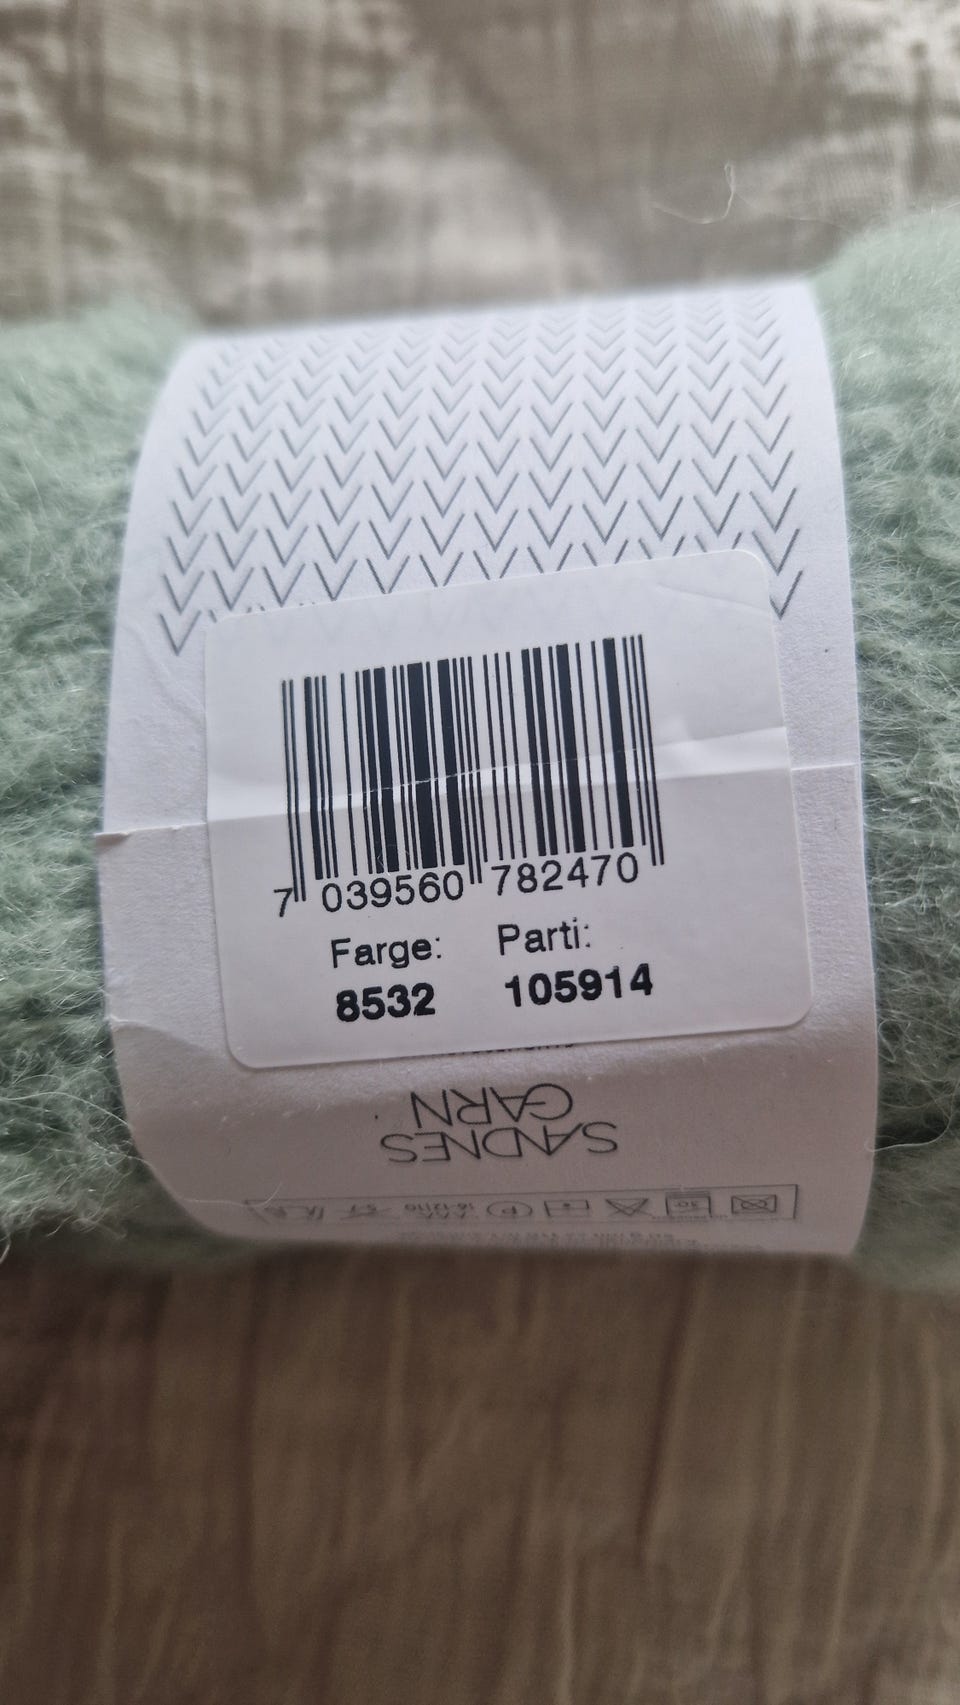 7 039560 782470
Farge: Parti:
8532 105914
SANDNES
GARN